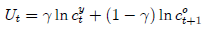 U_t = γ ln c_t^y + (1 − γ) ln c_{t+1}^o